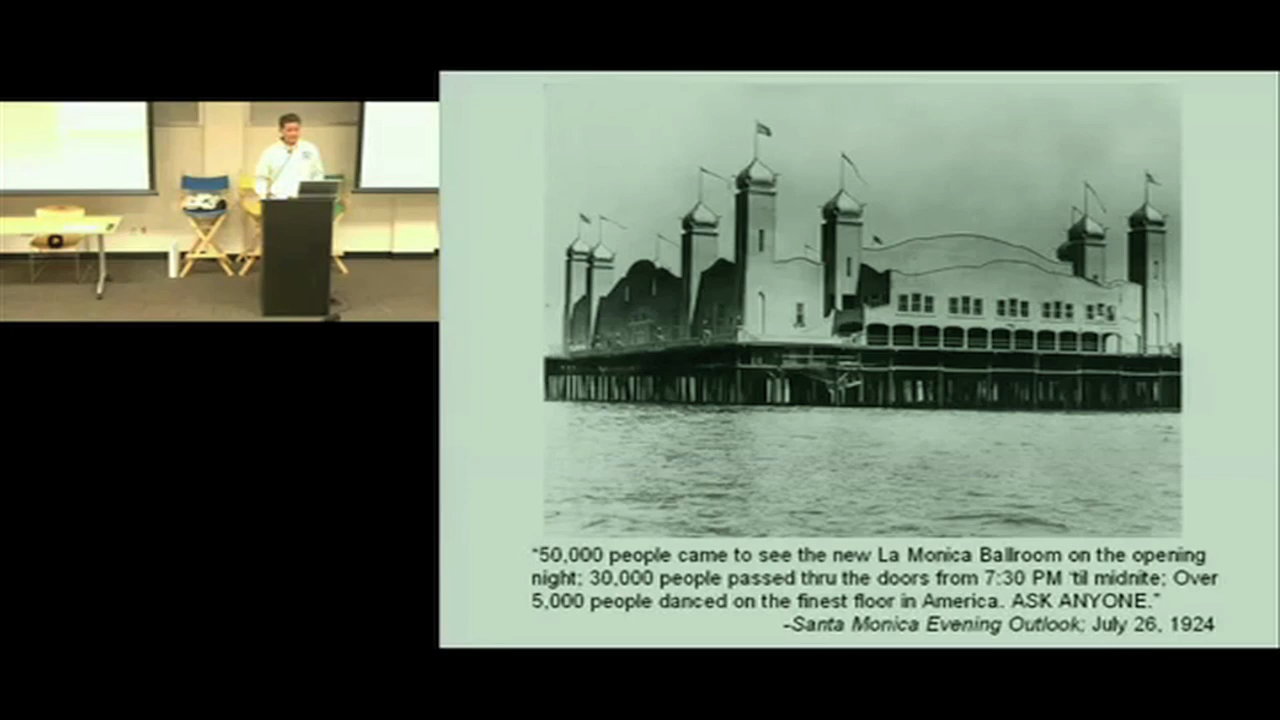 "50,000 people came to see the new La Monica Ballroom on the opening
night; 30,000 people passed thru the doors from 7:30 PM 'til midnite; Over
5,000 people danced on the finest floor in America. ASK ANYONE."
-Santa Monica Evening Outlook; July 26, 1924